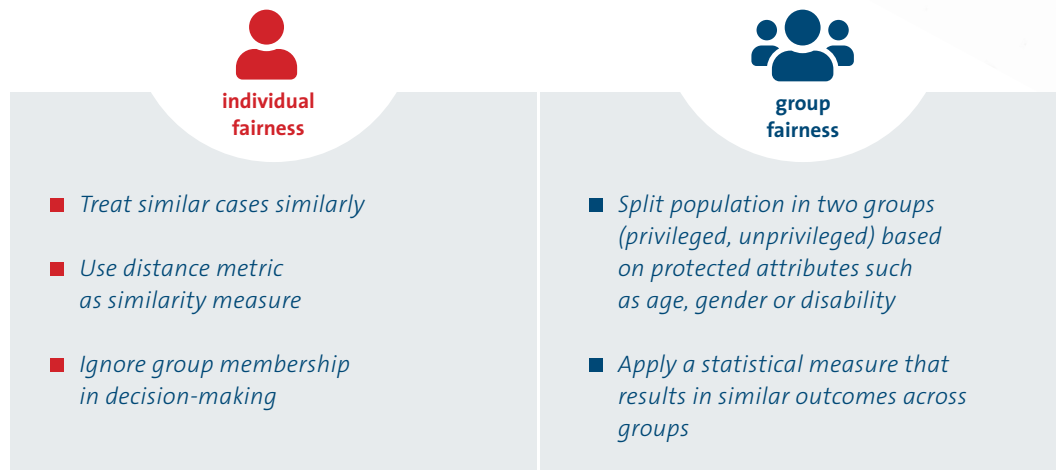 individual
fairness
Treat similar cases similarly
Use distance metric
as similarity measure
Ignore group membership
in decision-making
group
fairness
Split population in two groups
(privileged, unprivileged) based
on protected attributes such
as age, gender or disability
Apply a statistical measure that
results in similar outcomes across
groups